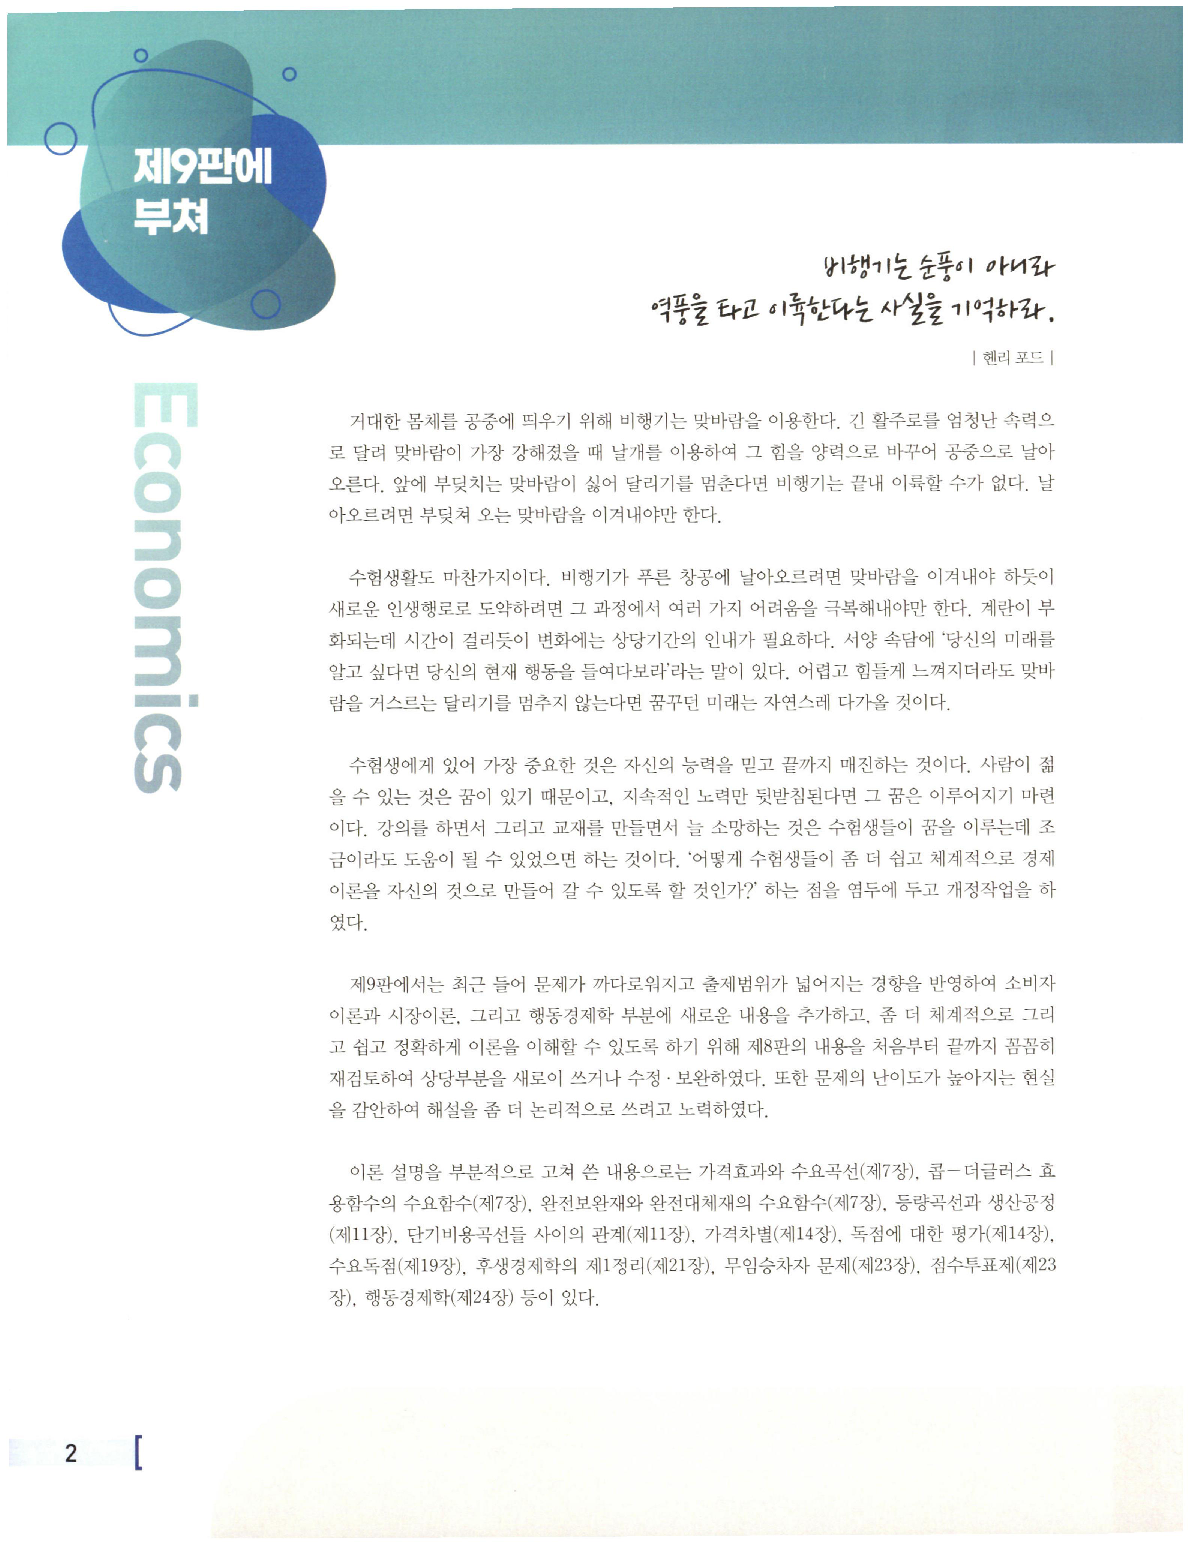 제9판에
부쳐
비행기는 순풍이 아니라
역풍을 타고 이륙한다는 사실을 기억하라.
| 헨리 포드 |
Economics
거대한 몸체를 공중에 띄우기 위해 비행기는 맞바람을 이용한다. 긴 활주로를 엄청난 속력으
로 달려 맞바람이 가장 강해졌을 때 날개를 이용하여 그 힘을 양력으로 바꾸어 공중으로 날아
오른다. 앞에 부딪치는 맞바람이 싫어 달리기를 멈춘다면 비행기는 끝내 이륙할 수가 없다. 날
아오르려면 부딪쳐 오는 맞바람을 이겨내야만 한다.
수험생활도 마찬가지이다. 비행기가 푸른 창공에 날아오르려면 맞바람을 이겨내야 하듯이
새로운 인생행로로 도약하려면 그 과정에서 여러 가지 어려움을 극복해내야만 한다. 계란이 부
화되는데 시간이 걸리듯이 변화에는 상당기간의 인내가 필요하다. 서양 속담에 ‘당신의 미래를
알고 싶다면 당신의 현재 행동을 들여다보라’라는 말이 있다. 어렵고 힘들게 느껴지더라도 맞바
람을 거스르는 달리기를 멈추지 않는다면 꿈꾸던 미래는 자연스레 다가올 것이다.
수험생에게 있어 가장 중요한 것은 자신의 능력을 믿고 끝까지 매진하는 것이다. 사람이 젊
을 수 있는 것은 꿈이 있기 때문이고, 지속적인 노력만 뒷받침된다면 그 꿈은 이루어지기 마련
이다. 강의를 하면서 그리고 교재를 만들면서 늘 소망하는 것은 수험생들이 꿈을 이루는데 조
금이라도 도움이 될 수 있었으면 하는 것이다. ‘어떻게 수험생들이 좀 더 쉽고 체계적으로 경제
이론을 자신의 것으로 만들어 갈 수 있도록 할 것인가?’ 하는 점을 염두에 두고 개정작업을 하
였다.
제9판에서는 최근 들어 문제가 까다로워지고 출제범위가 넓어지는 경향을 반영하여 소비자
이론과 시장이론, 그리고 행동경제학 부분에 새로운 내용을 추가하고, 좀 더 체계적으로 그리
고 쉽고 정확하게 이론을 이해할 수 있도록 하기 위해 제8판의 내용을 처음부터 끝까지 꼼꼼히
재검토하여 상당부분을 새로이 쓰거나 수정·보완하였다. 또한 문제의 난이도가 높아지는 현실
을 감안하여 해설을 좀 더 논리적으로 쓰려고 노력하였다.
이론 설명을 부분적으로 고쳐 쓴 내용으로는 가격효과와 수요곡선(제7장), 콥-더글러스 효
용함수의 수요함수(제7장), 완전보완재와 완전대체재의 수요함수(제7장), 등량곡선과 생산공정
(제11장), 단기비용곡선들 사이의 관계(제11장), 가격차별(제14장), 독점에 대한 평가(제14장),
수요독점(제19장), 후생경제학의 제1정리(제21장), 무임승차자 문제(제23장), 점수투표제(제23
장), 행동경제학(제24장) 등이 있다.
2